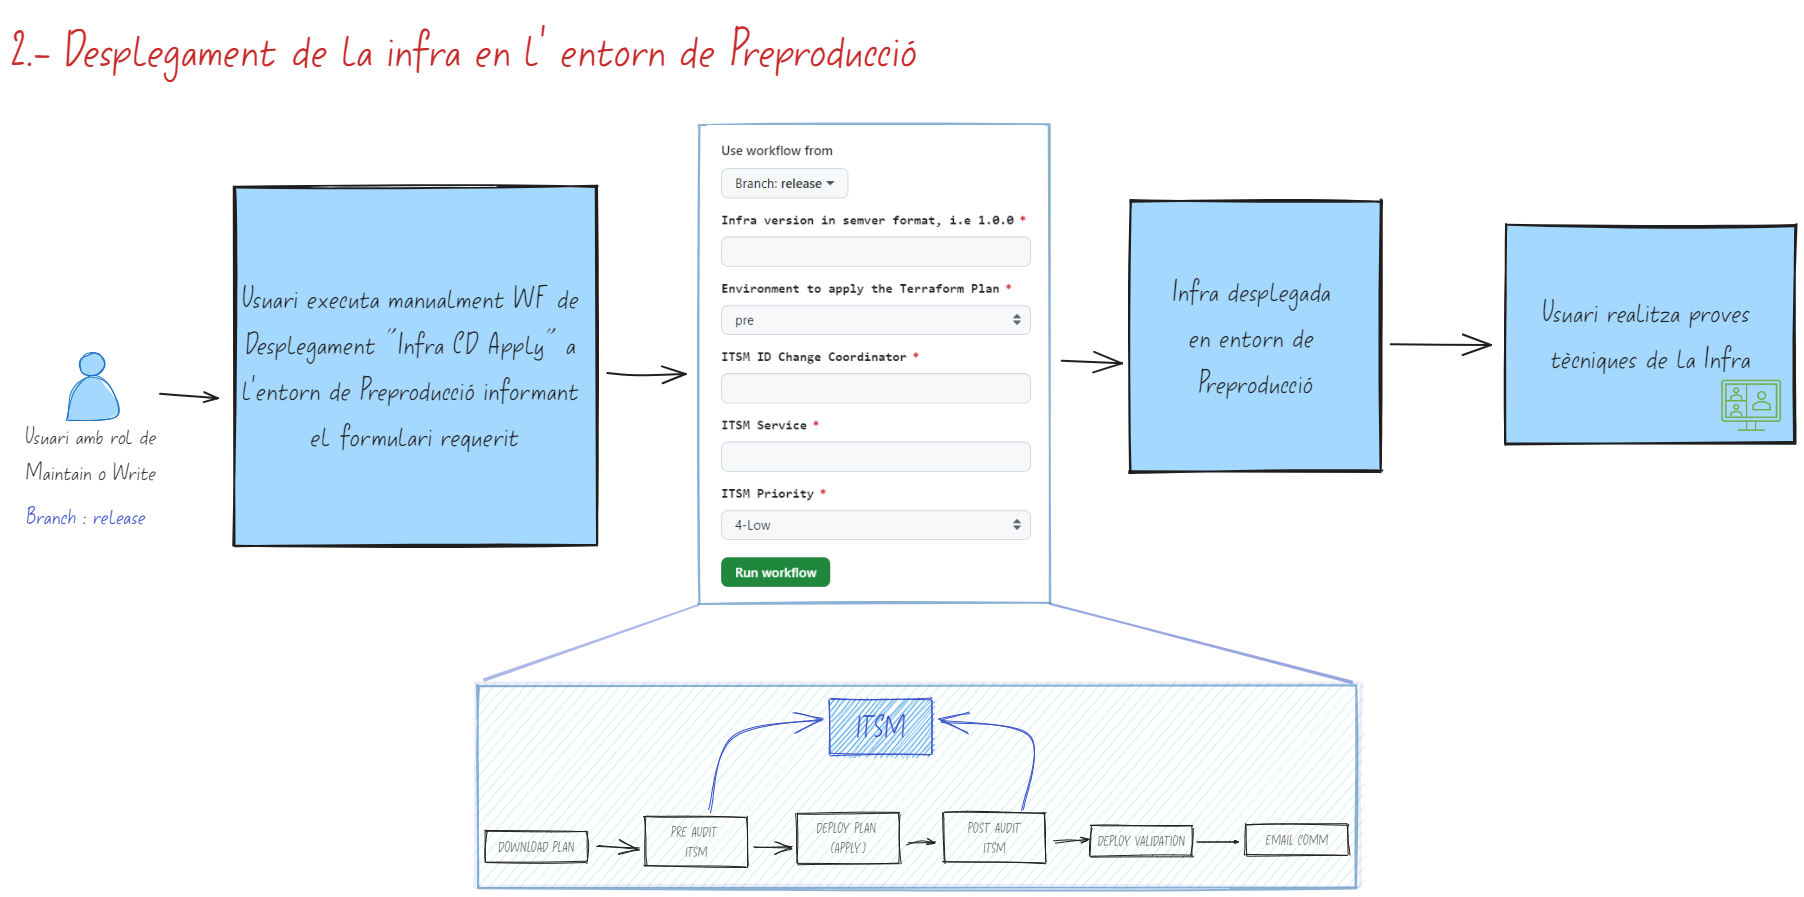 2.- Desplegament de la infra en l' entorn de Preproducció
Usuari amb rol de
Maintain o Write
Branch : release
Usuari executa manualment WF de
Desplegament "Infra CD Apply" a
l'entorn de Preproducció informant
el formulari requerit
Use workflow from
Branch: release
Infra version in semver format, i.e 1.0.0 *
Environment to apply the Terraform Plan *
pre
ITSM ID Change Coordinator *
ITSM Service *
ITSM Priority *
4-Low
Run workflow
Infra desplegada
en entorn de
Preproducció
Usuari realitza proves
tècniques de la Infra
ITSM
DOWNLOAD PLAN
PRE AUDIT
ITSM
DEPLOY PLAN
(APPLY)
POST AUDIT
ITSM
DEPLOY VALIDATION
EMAIL COMM